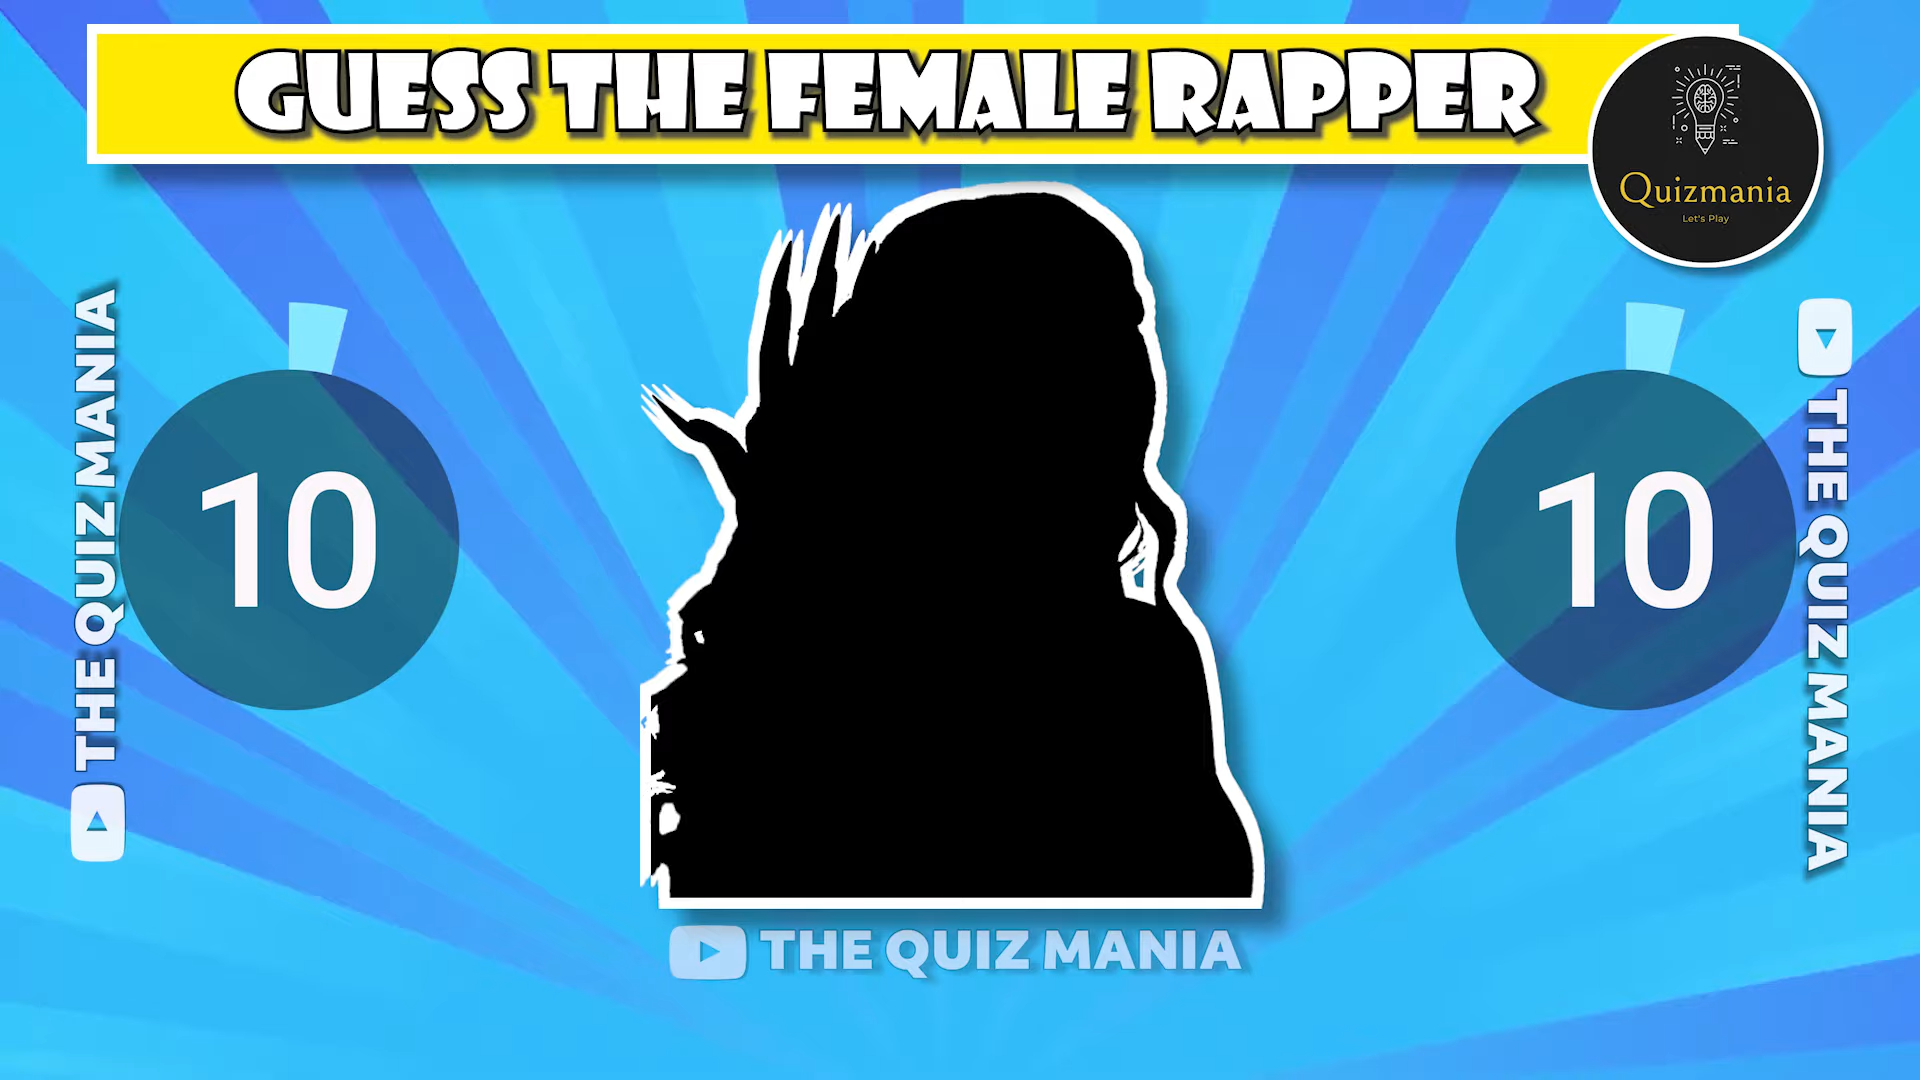 GUESS THE FEMALE RAPPER
Quizmania
Let's Play
THE QUIZ MANIA
10
10
THE QUIZ MANIA
THE QUIZ MANIA